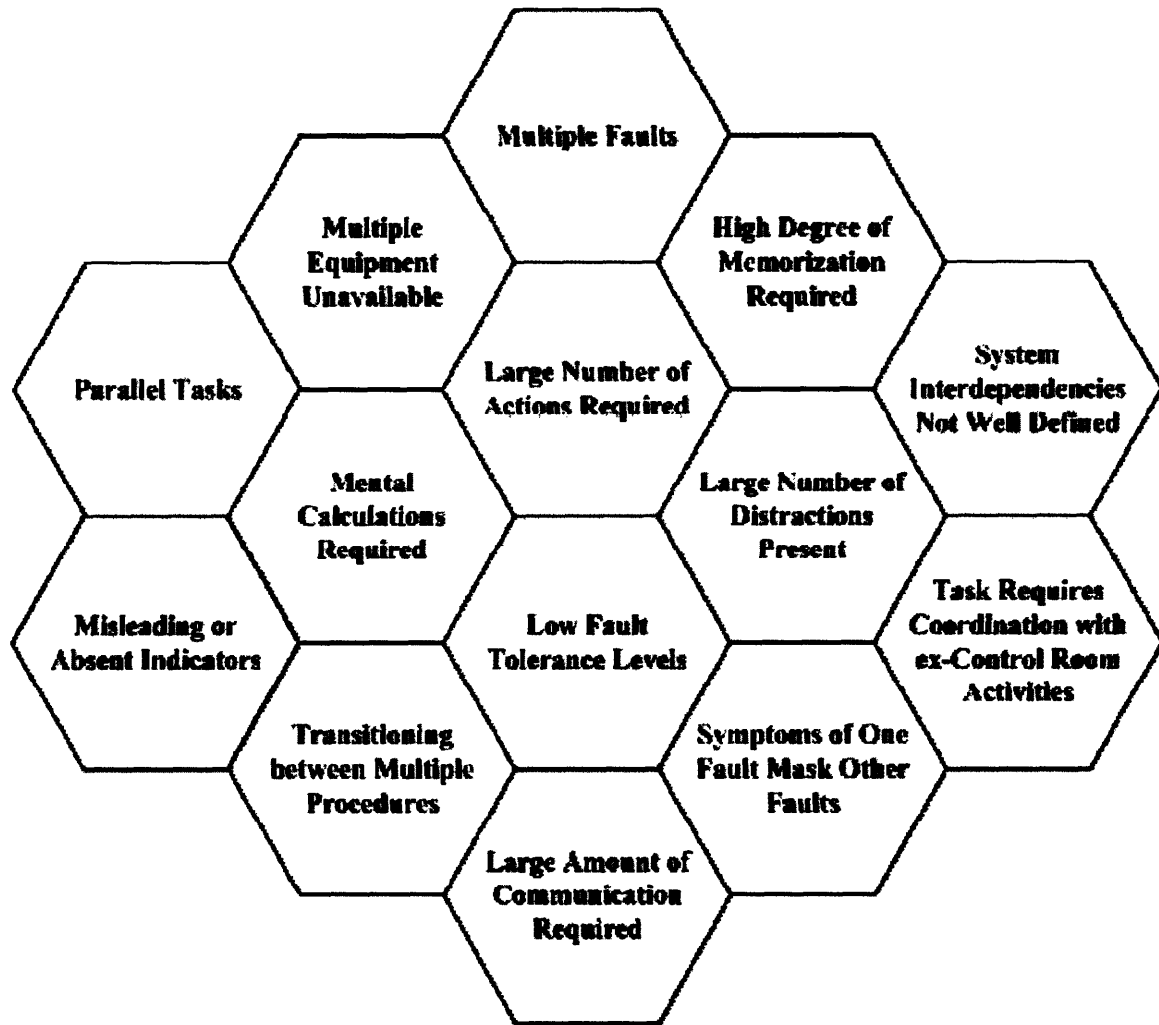 Multiple Faults
Multiple
Equipment
Unavailable
High Degree of
Memorization
Required
Parallel Tasks
Large Number of
Actions Required
System
Interdependencies
Not Well Defined
Mental
Calculations
Required
Large Number of
Distractions
Present
Misleading or
Absent Indicators
Low Fault
Tolerance Levels
Task Requires
Coordination with
ex-Control Room
Activities
Transitioning
between Multiple
Procedures
Symptoms of One
Fault Mask Other
Faults
Large Amount of
Communication
Required